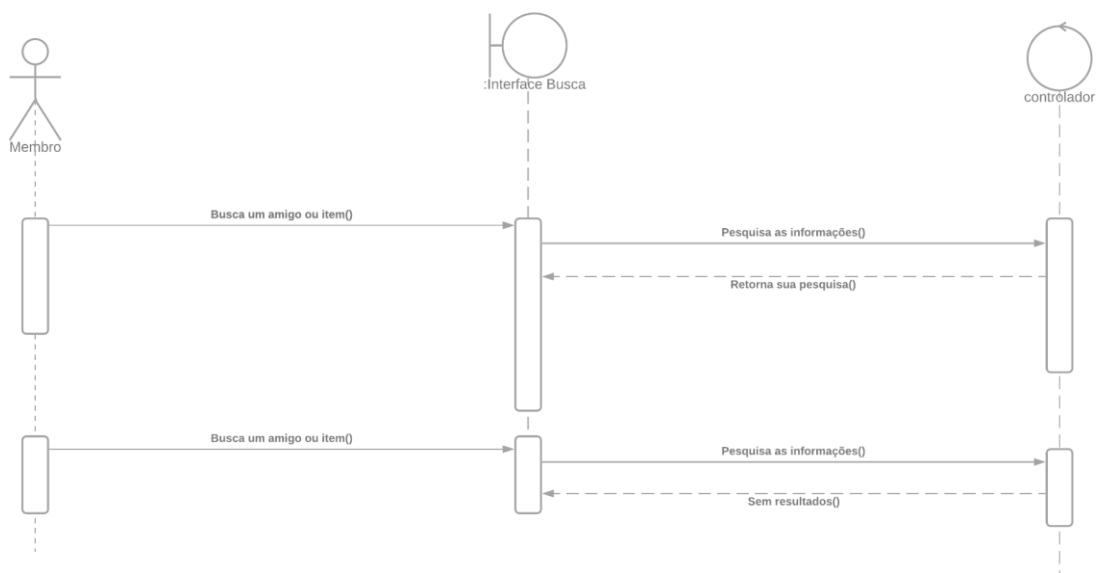 :Interface Busca
controlador
Membro
Busca um amigo ou item()
Pesquisa as informações()
Retorna sua pesquisa()
Busca um amigo ou item()
Pesquisa as informações()
Sem resultados()